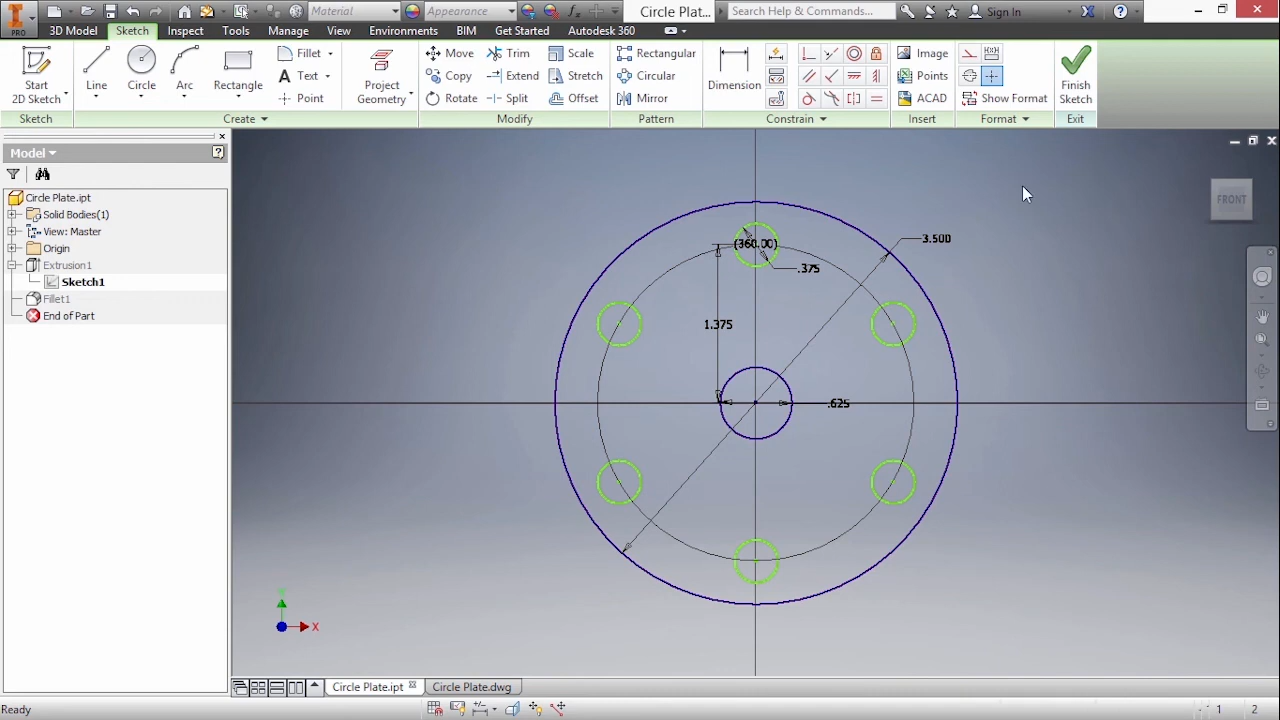 Material
Appearance
Circle Plat...
Search Help & Commands...
Sign In
PRO
3D Model
Sketch
Inspect
Tools
Manage
View
Environments
BIM
Get Started
Autodesk 360
Start
2D Sketch
Line
Circle
Arc
Rectangle
Fillet
Text
Point
Project
Geometry
Move
Copy
Rotate
Trim
Extend
Split
Scale
Stretch
Offset
Rectangular
Circular
Mirror
Dimension
Image
Points
ACAD
Show Format
Finish
Sketch
Sketch
Create
Modify
Pattern
Constrain
Insert
Format
Exit
Model
Circle Plate.ipt
Solid Bodies(1)
View: Master
Origin
Extrusion1
Sketch1
Fillet1
End of Part
FRONT
(360.00)
3.500
.375
1.375
.625
Y
X
Circle Plate.ipt
Circle Plate.dwg
Ready
1
2